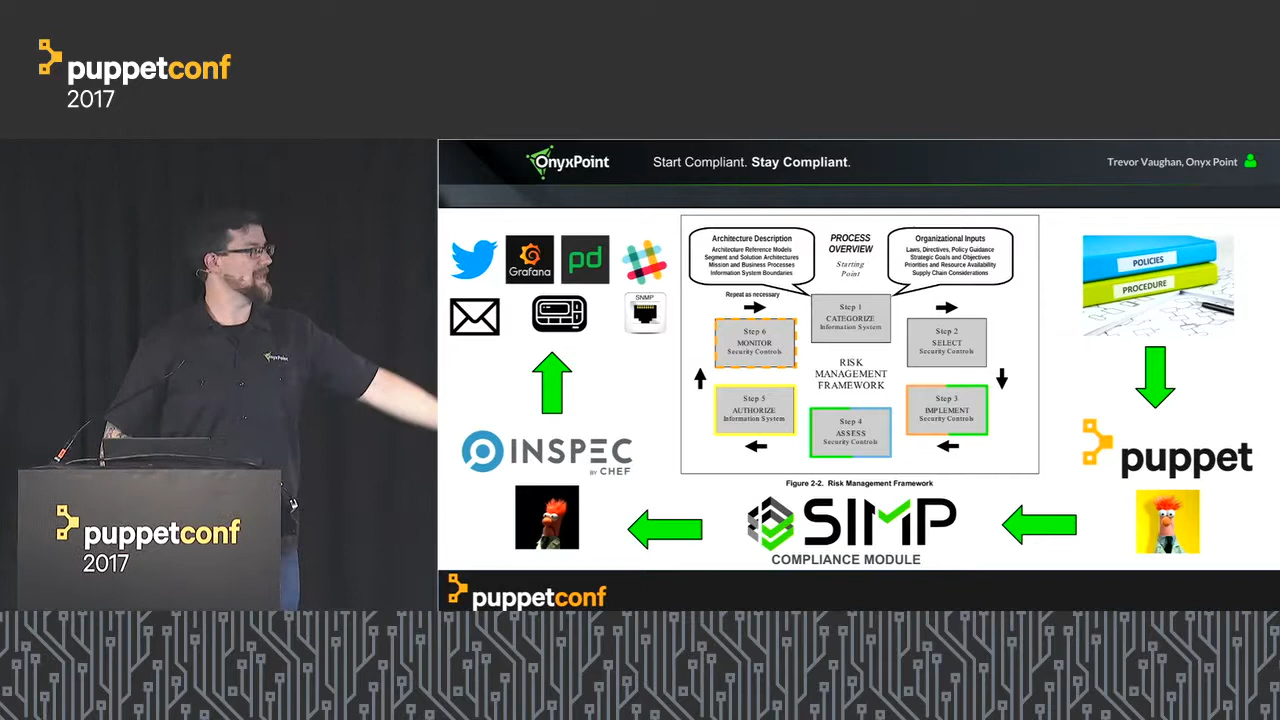 puppetconf
2017
OnyxPoint
Start Compliant. Stay Compliant.
Trevor Vaughan, Onyx Point
Grafana
pd
SNMP
Architecture Description
Architecture Reference Models
Segment and Solution Architectures
Mission and Business Processes
Information System Boundaries
PROCESS
OVERVIEW
Starting
Point
Organizational Inputs
Laws, Directives, Policy Guidance
Strategic Goals and Objectives
Priorities and Resource Availability
Supply Chain Considerations
Repeat as necessary
Step 1
CATEGORIZE
Information System
Step 6
MONITOR
Security Controls
Step 2
SELECT
Security Controls
RISK
MANAGEMENT
FRAMEWORK
Step 5
AUTHORIZE
Information System
Step 3
IMPLEMENT
Security Controls
Step 4
ASSESS
Security Controls
Figure 2-2. Risk Management Framework
POLICIES
PROCEDURE
puppet
INSPEC
BY CHEF
SIMP
COMPLIANCE MODULE
OnyxPoint
puppetconf
2017
puppetconf